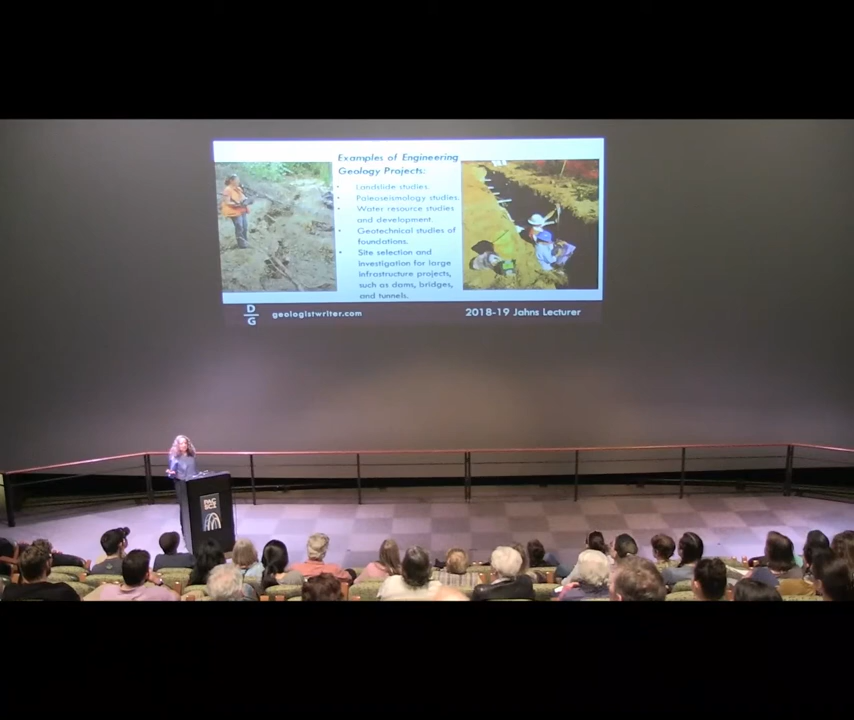 Examples of Engineering
Geology Projects:
• Landslide studies.
• Paleoseismology studies.
• Water resource studies
and development.
• Geotechnical studies of
foundations.
• Site selection and
investigation for large
infrastructure projects,
such as dams, bridges,
and tunnels.
D
G
geologistwriter.com
2018-19 Jahns Lecturer
PAC
SCI